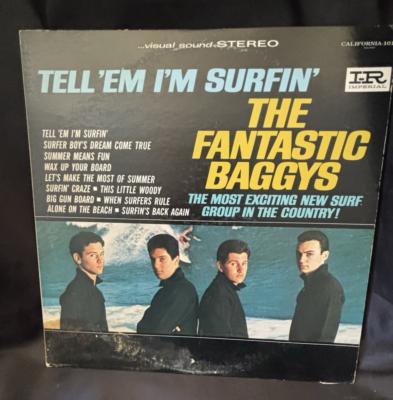 ...visual sound STEREO
CALIFORNIA-101
TELL 'EM I'M SURFIN'
IR
IMPERIAL
THE
FANTASTIC
BAGGYS
TELL 'EM I'M SURFIN'
SURFER BOY'S DREAM COME TRUE
SUMMER MEANS FUN
WAX UP YOUR BOARD
LET'S MAKE THE MOST OF SUMMER
SURFIN' CRAZE • THIS LITTLE WOODY
BIG GUN BOARD • WHEN SURFERS RULE
ALONE ON THE BEACH • SURFIN'S BACK AGAIN
THE MOST EXCITING NEW SURF
GROUP IN THE COUNTRY!